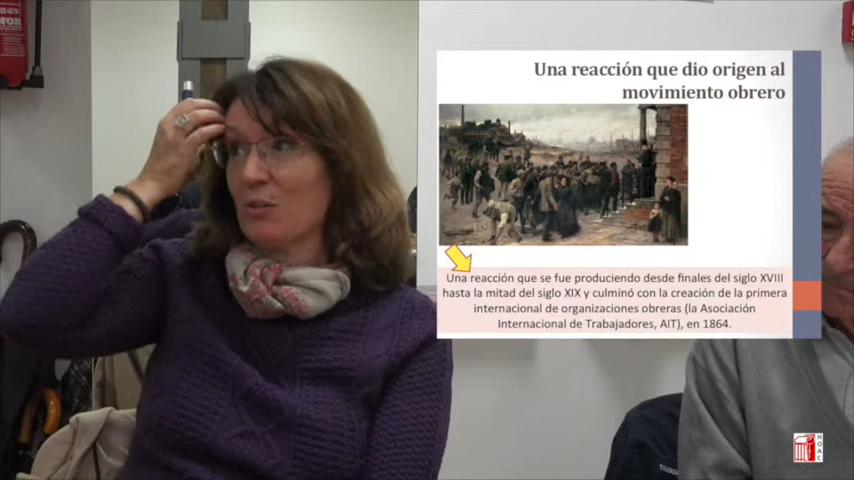 Una reacción que dio origen al
movimiento obrero
Una reacción que se fue produciendo desde finales del siglo XVIII
hasta la mitad del siglo XIX y culminó con la creación de la primera
internacional de organizaciones obreras (la Asociación
Internacional de Trabajadores, AIT), en 1864.
HOAC